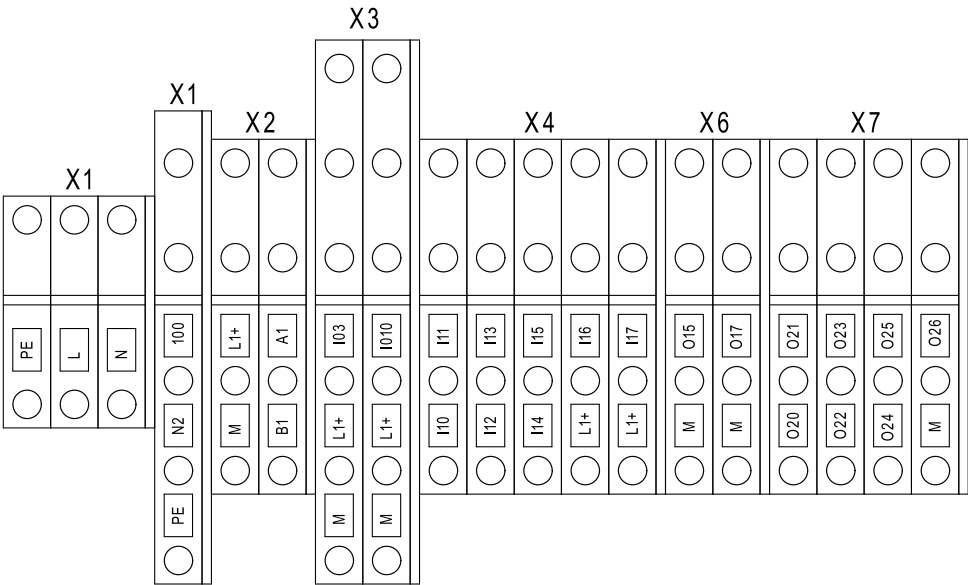 X3
X1
X2
X4
X6
X7
X1
PE
L
N
100
L1+
A1
I03
I010
I11
I13
I15
I16
I17
O15
O17
O21
O23
O25
O26
N2
M
B1
L1+
L1+
I10
I12
I14
L1+
L1+
M
M
O20
O22
O24
M
PE
M
M